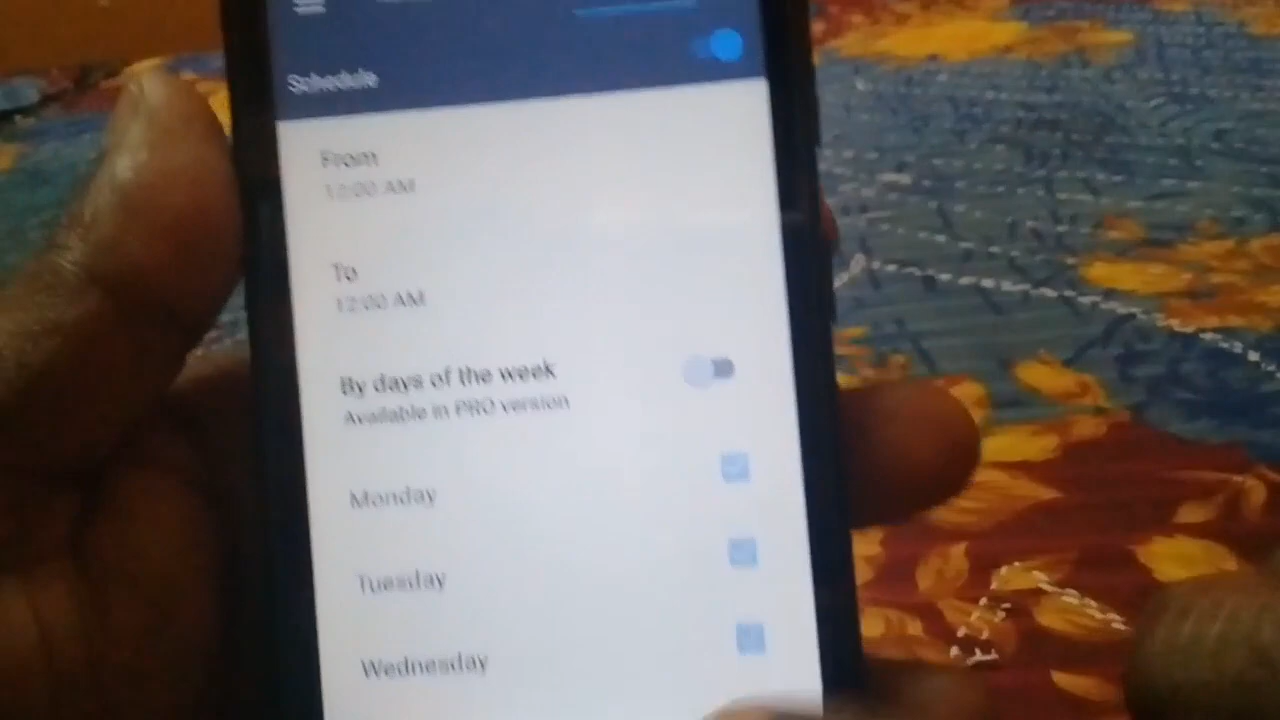 Schedule
From
12:00 AM
To
12:00 AM
By days of the week
Available in PRO version
Monday
Tuesday
Wednesday